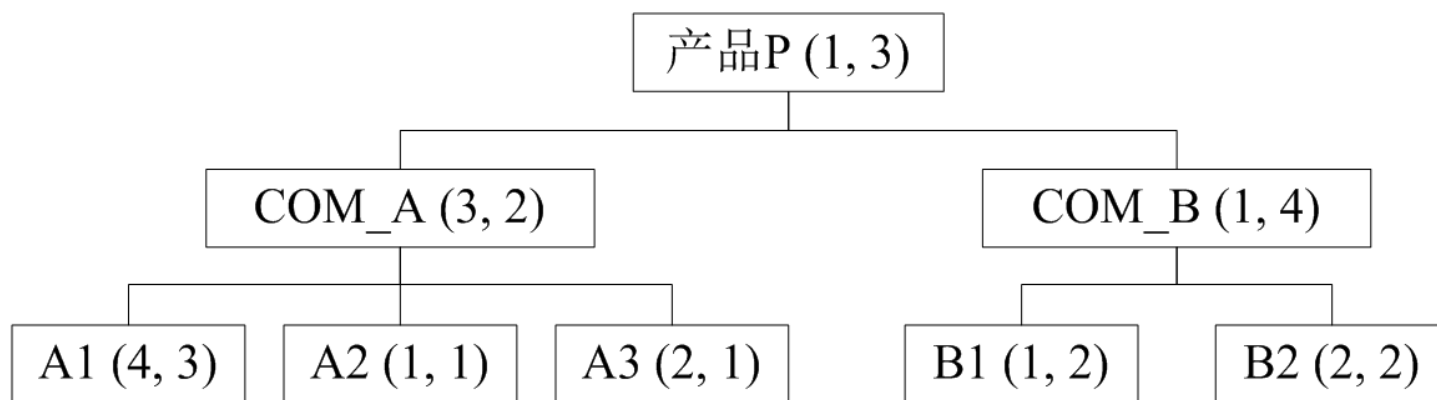 产品P (1, 3)
COM_A (3, 2)
COM_B (1, 4)
A1 (4, 3)
A2 (1, 1)
A3 (2, 1)
B1 (1, 2)
B2 (2, 2)